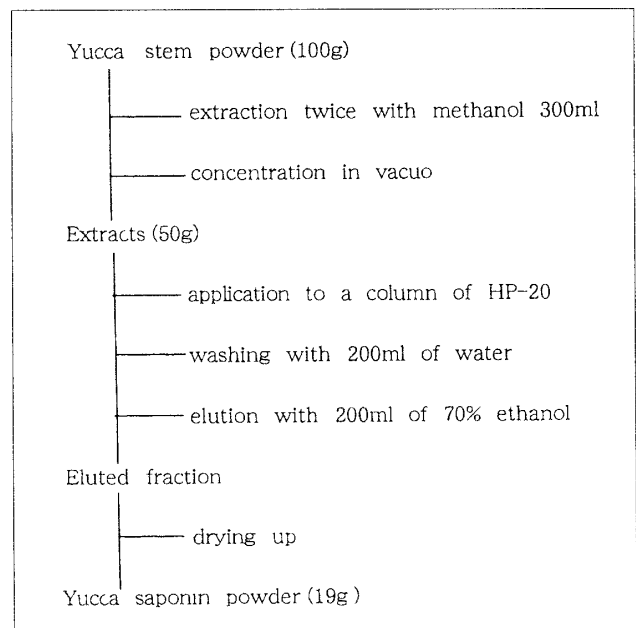 Yucca stem powder (100g)
extraction twice with methanol 300ml
concentration in vacuo
Extracts (50g)
application to a column of HP-20
washing with 200ml of water
elution with 200ml of 70% ethanol
Eluted fraction
drying up
Yucca saponin powder (19g)